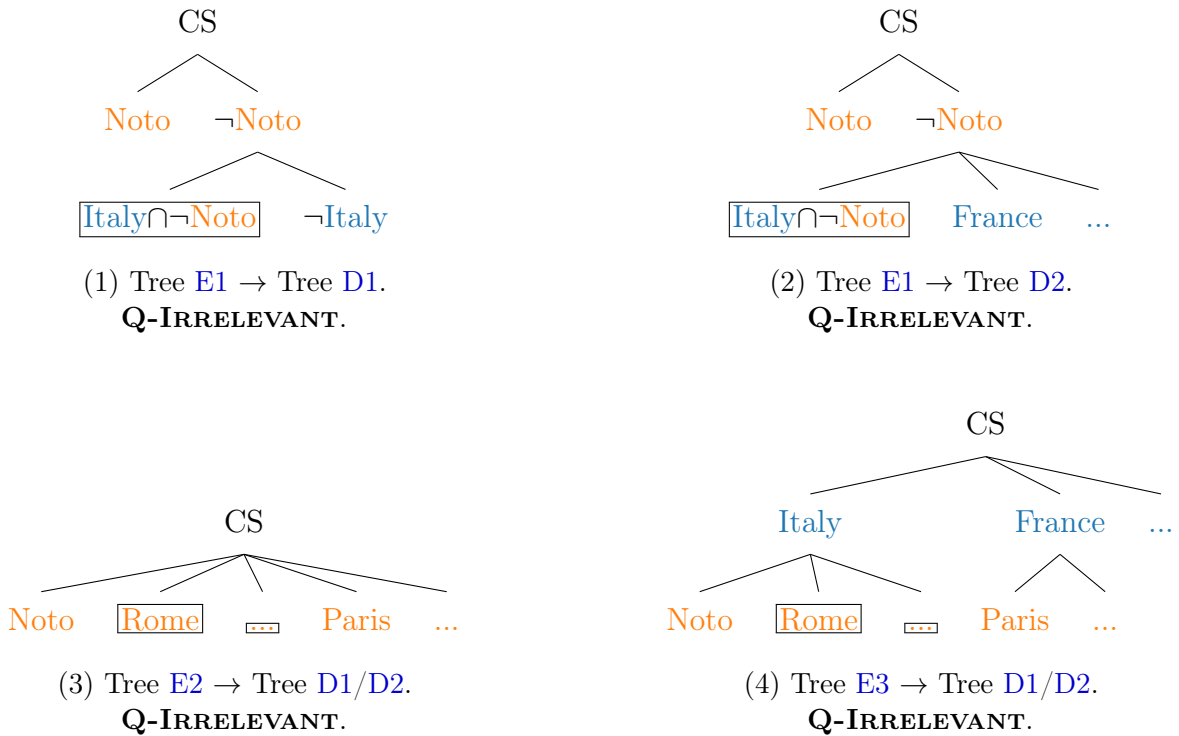 CS
Noto ¬Noto
Italy∩¬Noto ¬Italy
(1) Tree E1 → Tree D1.
Q-IRRELEVANT.
CS
Noto ¬Noto
Italy∩¬Noto France ...
(2) Tree E1 → Tree D2.
Q-IRRELEVANT.
CS
Noto Rome ... Paris ...
(3) Tree E2 → Tree D1/D2.
Q-IRRELEVANT.
CS
Italy France ...
Noto Rome ... Paris ...
(4) Tree E3 → Tree D1/D2.
Q-IRRELEVANT.